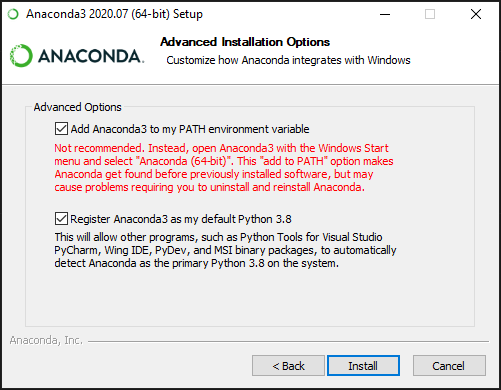 Anaconda3 2020.07 (64-bit) Setup
Advanced Installation Options
Customize how Anaconda integrates with Windows
ANACONDA.
Advanced Options
Add Anaconda3 to my PATH environment variable
Not recommended. Instead, open Anaconda3 with the Windows Start
menu and select "Anaconda (64-bit)". This "add to PATH" option makes
Anaconda get found before previously installed software, but may
cause problems requiring you to uninstall and reinstall Anaconda.
Register Anaconda3 as my default Python 3.8
This will allow other programs, such as Python Tools for Visual Studio
PyCharm, Wing IDE, PyDev, and MSI binary packages, to automatically
detect Anaconda as the primary Python 3.8 on the system.
Anaconda, Inc.
< Back
Install
Cancel